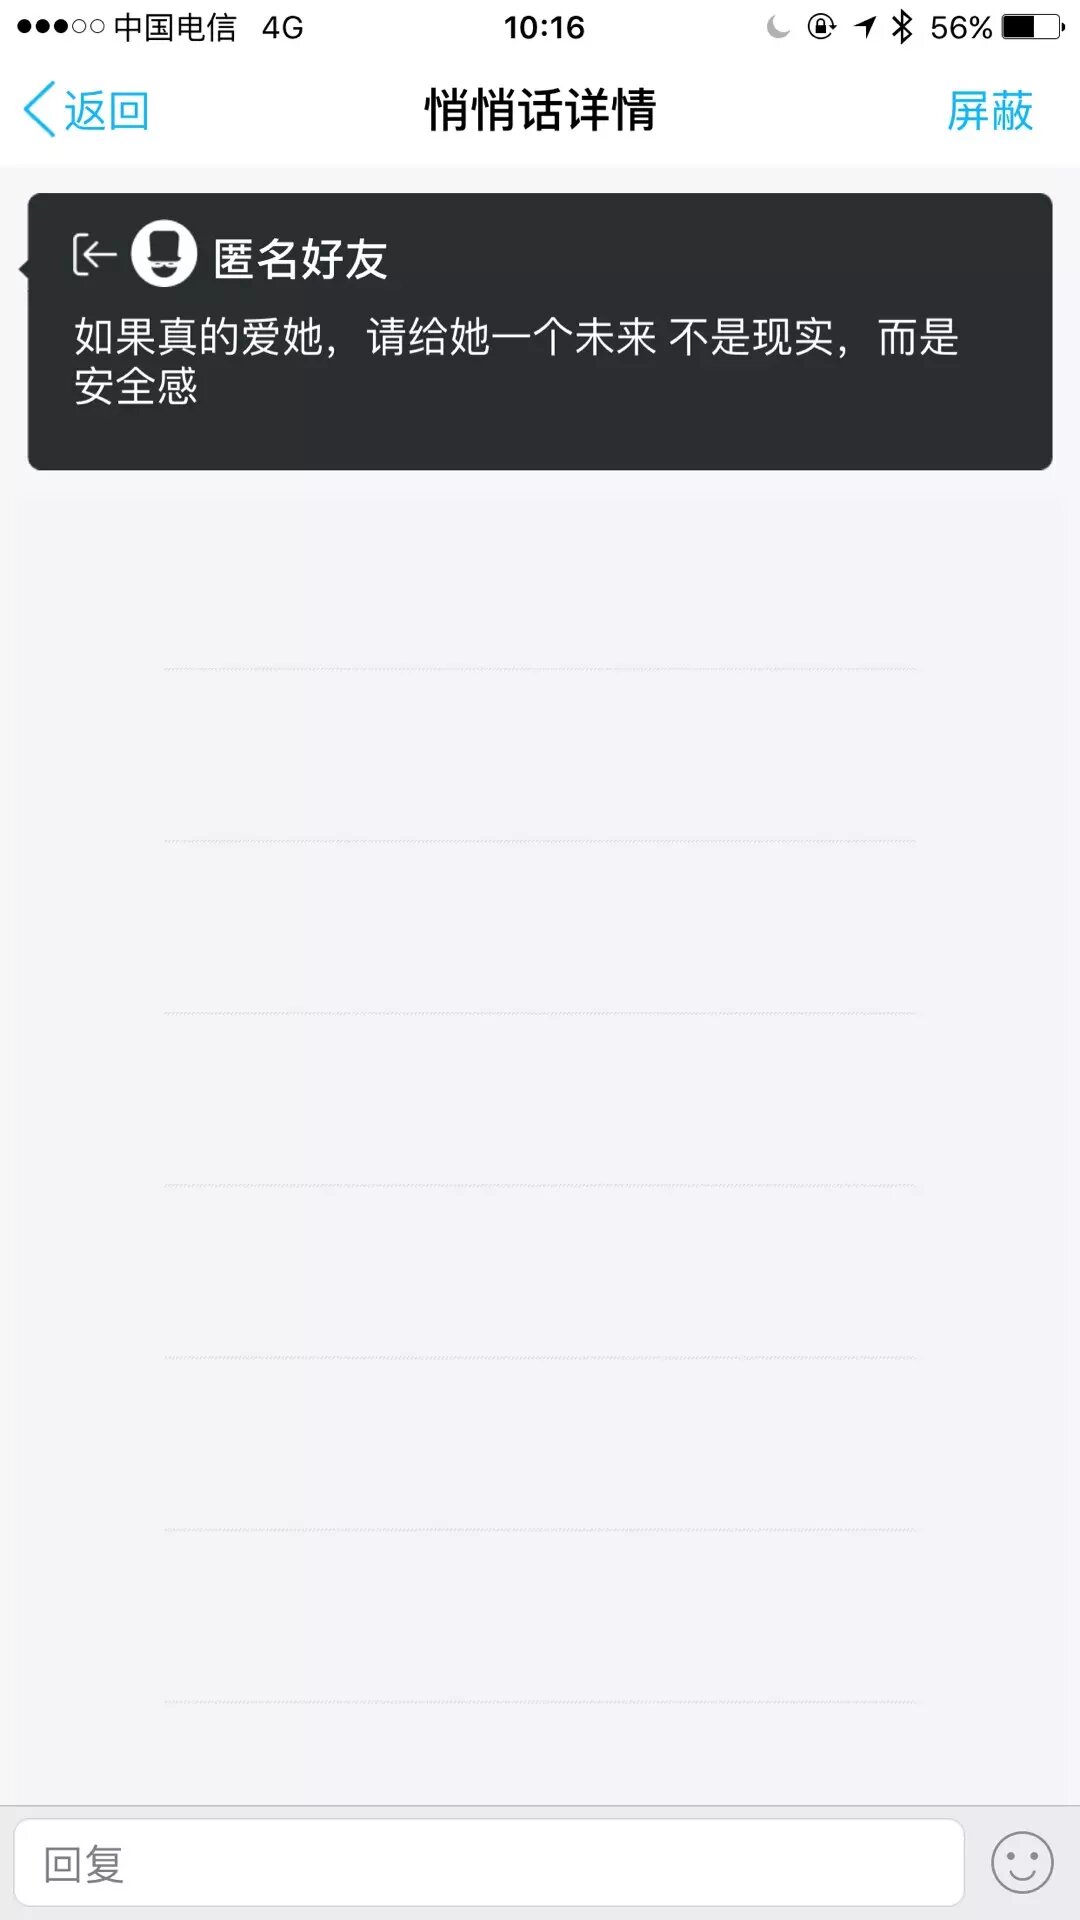 中国电信 4G 10:16 56%
返回 悄悄话详情 屏蔽
匿名好友
如果真的爱她，请给她一个未来 不是现实，而是
安全感
回复